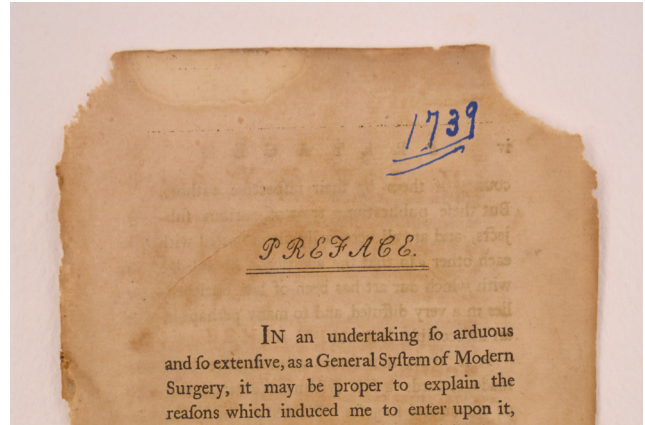 1739
PREFACE.
IN an undertaking ſo arduous
and ſo extenſive, as a General Syſtem of Modern
Surgery, it may be proper to explain the
reaſons which induced me to enter upon it,